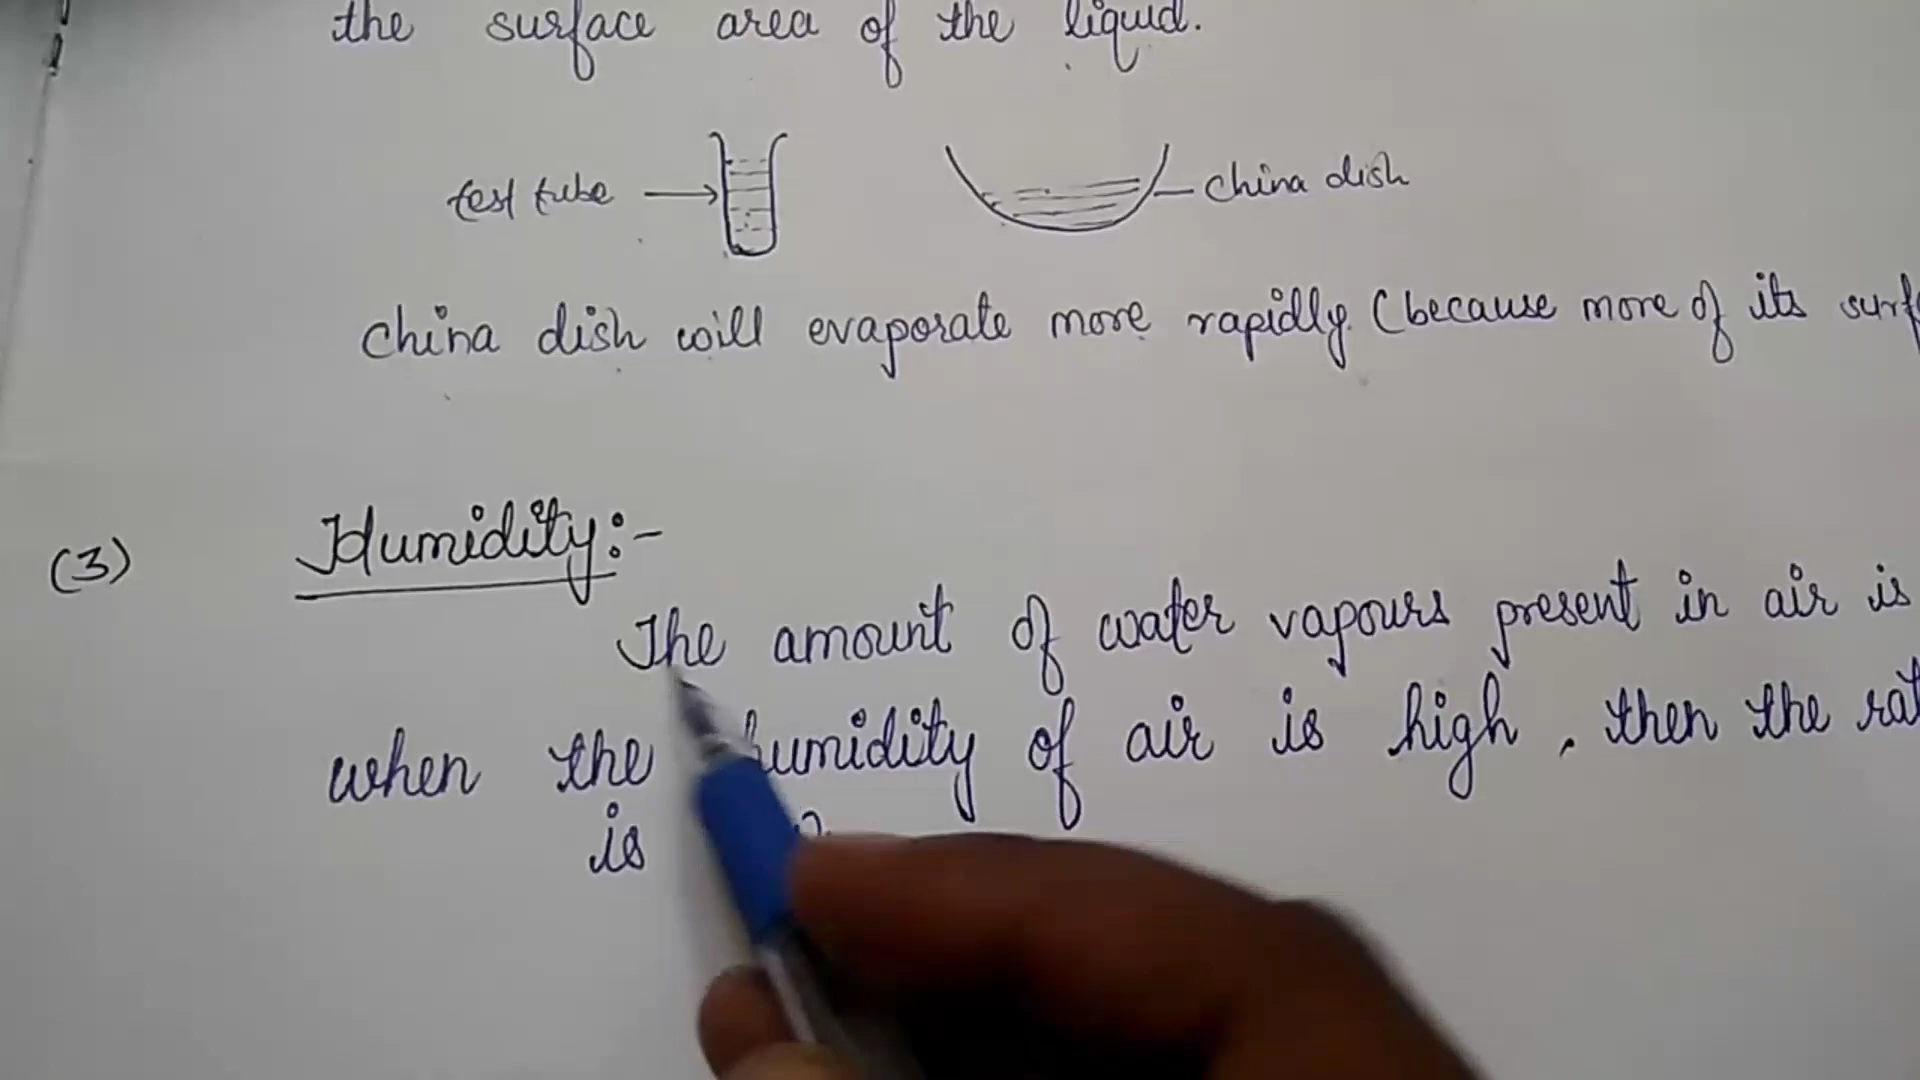 the surface area of the liquid.
test tube
china dish
china dish will evaporate more rapidly (because more of its
(3) Humidity:-
The amount of water vapours present in air is
when the humidity of air is high, then the
is